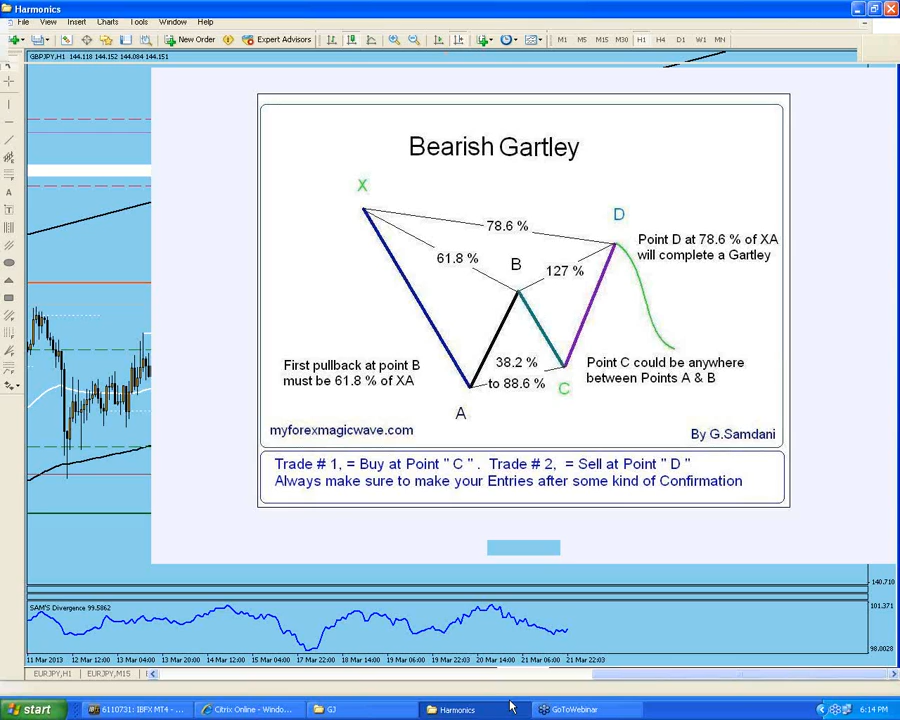 Harmonics
File View Insert Charts Tools Window Help
New Order Expert Advisors M1 M5 M15 M30 H1 H4 D1 W1 MN
GBPJPY,H1 144.118 144.152 144.084 144.151
Bearish Gartley
X
D
78.6 %
Point D at 78.6 % of XA
will complete a Gartley
61.8 %
B
127 %
First pullback at point B
must be 61.8 % of XA
38.2 %
to 88.6 %
Point C could be anywhere
between Points A & B
C
A
myforexmagicwave.com
By G.Samdani
Trade # 1, = Buy at Point " C " . Trade # 2, = Sell at Point " D "
Always make sure to make your Entries after some kind of Confirmation
140.710
SAM'S Divergence 99.5862
101.371
98.0028
11 Mar 2013 12 Mar 12:00 13 Mar 04:00 13 Mar 20:00 14 Mar 12:00 15 Mar 04:00 17 Mar 22:00 18 Mar 14:00 19 Mar 06:00 19 Mar 22:03 20 Mar 14:00 21 Mar 06:00 21 Mar 22:03
EURJPY,H1 EURJPY,M15
start 6110731: IBFX MT4 - ... Citrix Online - Windo... GJ Harmonics GoToWebinar 6:14 PM